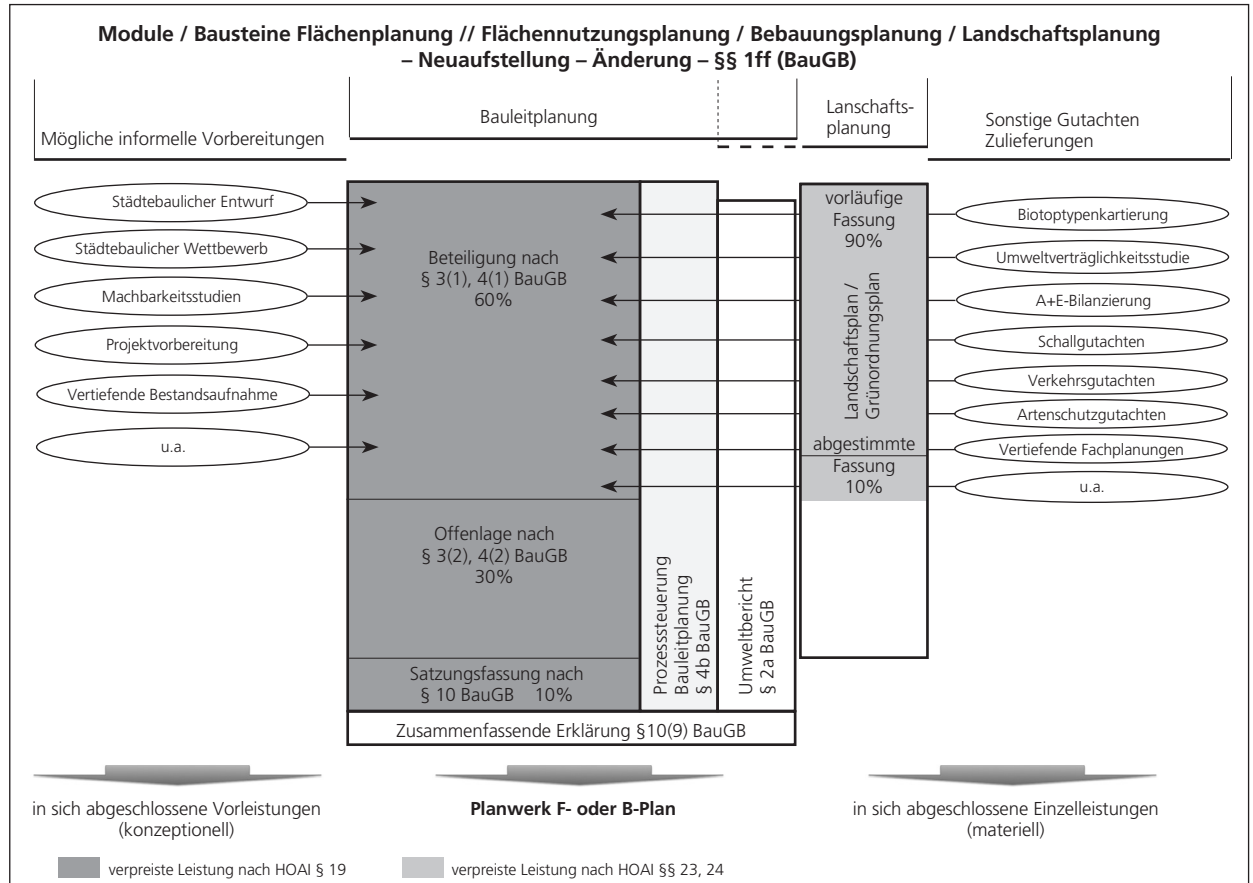 Module / Bausteine Flächenplanung // Flächennutzungsplanung / Bebauungsplanung / Landschaftsplanung
– Neuaufstellung – Änderung – §§ 1ff (BauGB)
Mögliche informelle Vorbereitungen
Bauleitplanung
Lanschafts-
planung
Sonstige Gutachten
Zulieferungen
Städtebaulicher Entwurf
Städtebaulicher Wettbewerb
Machbarkeitsstudien
Projektvorbereitung
Vertiefende Bestandsaufnahme
u.a.
Beteiligung nach
§ 3(1), 4(1) BauGB
60%
Offenlage nach
§ 3(2), 4(2) BauGB
30%
Satzungsfassung nach
§ 10 BauGB 10%
Prozesssteuerung
Bauleitplanung
§ 4b BauGB
Umweltbericht
§ 2a BauGB
Zusammenfassende Erklärung §10(9) BauGB
vorläufige
Fassung
90%
Landschaftsplan /
Grünordnungsplan
abgestimmte
Fassung
10%
Biotoptypenkartierung
Umweltverträglichkeitsstudie
A+E-Bilanzierung
Schallgutachten
Verkehrsgutachten
Artenschutzgutachten
Vertiefende Fachplanungen
u.a.
in sich abgeschlossene Vorleistungen
(konzeptionell)
Planwerk F- oder B-Plan
in sich abgeschlossene Einzelleistungen
(materiell)
verpreiste Leistung nach HOAI § 19
verpreiste Leistung nach HOAI §§ 23, 24